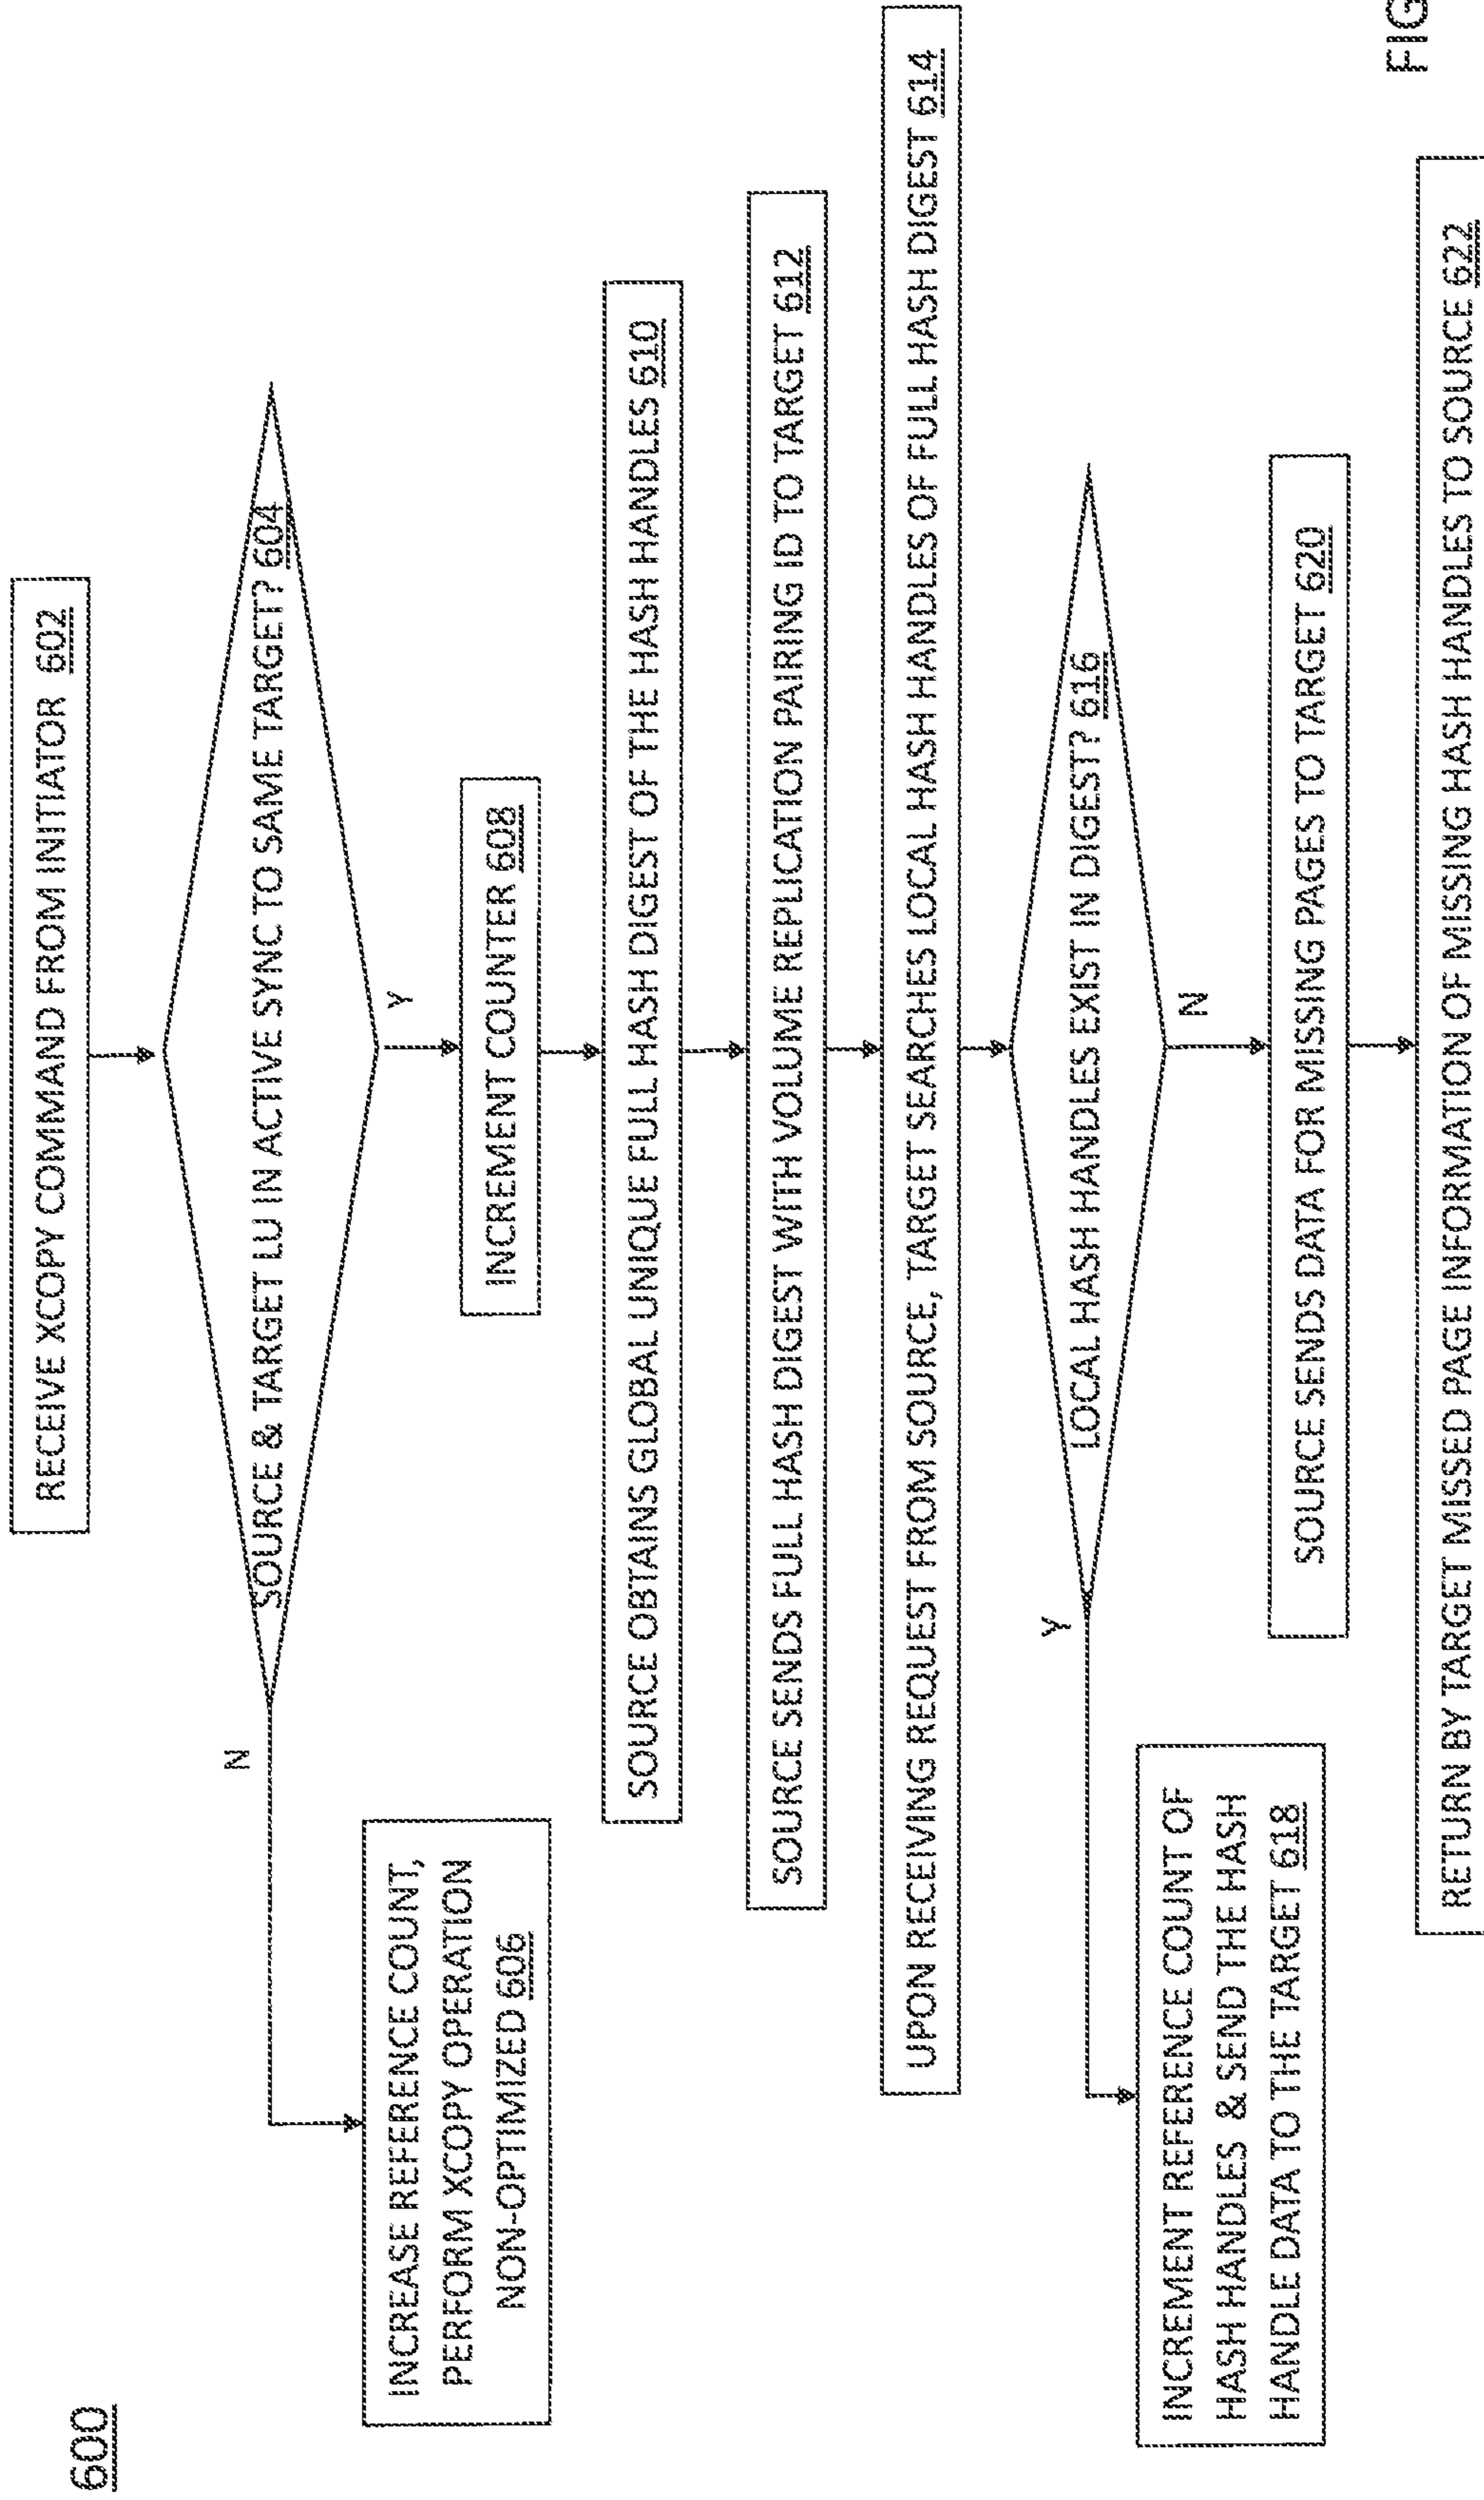 600
RECEIVE XCOPY COMMAND FROM INITIATOR 602
SOURCE & TARGET LU IN ACTIVE SYNC TO SAME TARGET? 604
N
Y
INCREASE REFERENCE COUNT,
PERFORM XCOPY OPERATION
NON-OPTIMIZED 606
INCREMENT COUNTER 608
SOURCE OBTAINS GLOBAL UNIQUE FULL HASH DIGEST OF THE HASH HANDLES 610
SOURCE SENDS FULL HASH DIGEST WITH VOLUME REPLICATION PAIRING ID TO TARGET 612
UPON RECEIVING REQUEST FROM SOURCE, TARGET SEARCHES LOCAL HASH HANDLES OF FULL HASH DIGEST 614
LOCAL HASH HANDLES EXIST IN DIGEST? 616
Y
N
INCREMENT REFERENCE COUNT OF
HASH HANDLES & SEND THE HASH
HANDLE DATA TO THE TARGET 618
SOURCE SENDS DATA FOR MISSING PAGES TO TARGET 620
RETURN BY TARGET MISSED PAGE INFORMATION OF MISSING HASH HANDLES TO SOURCE 622
FIG